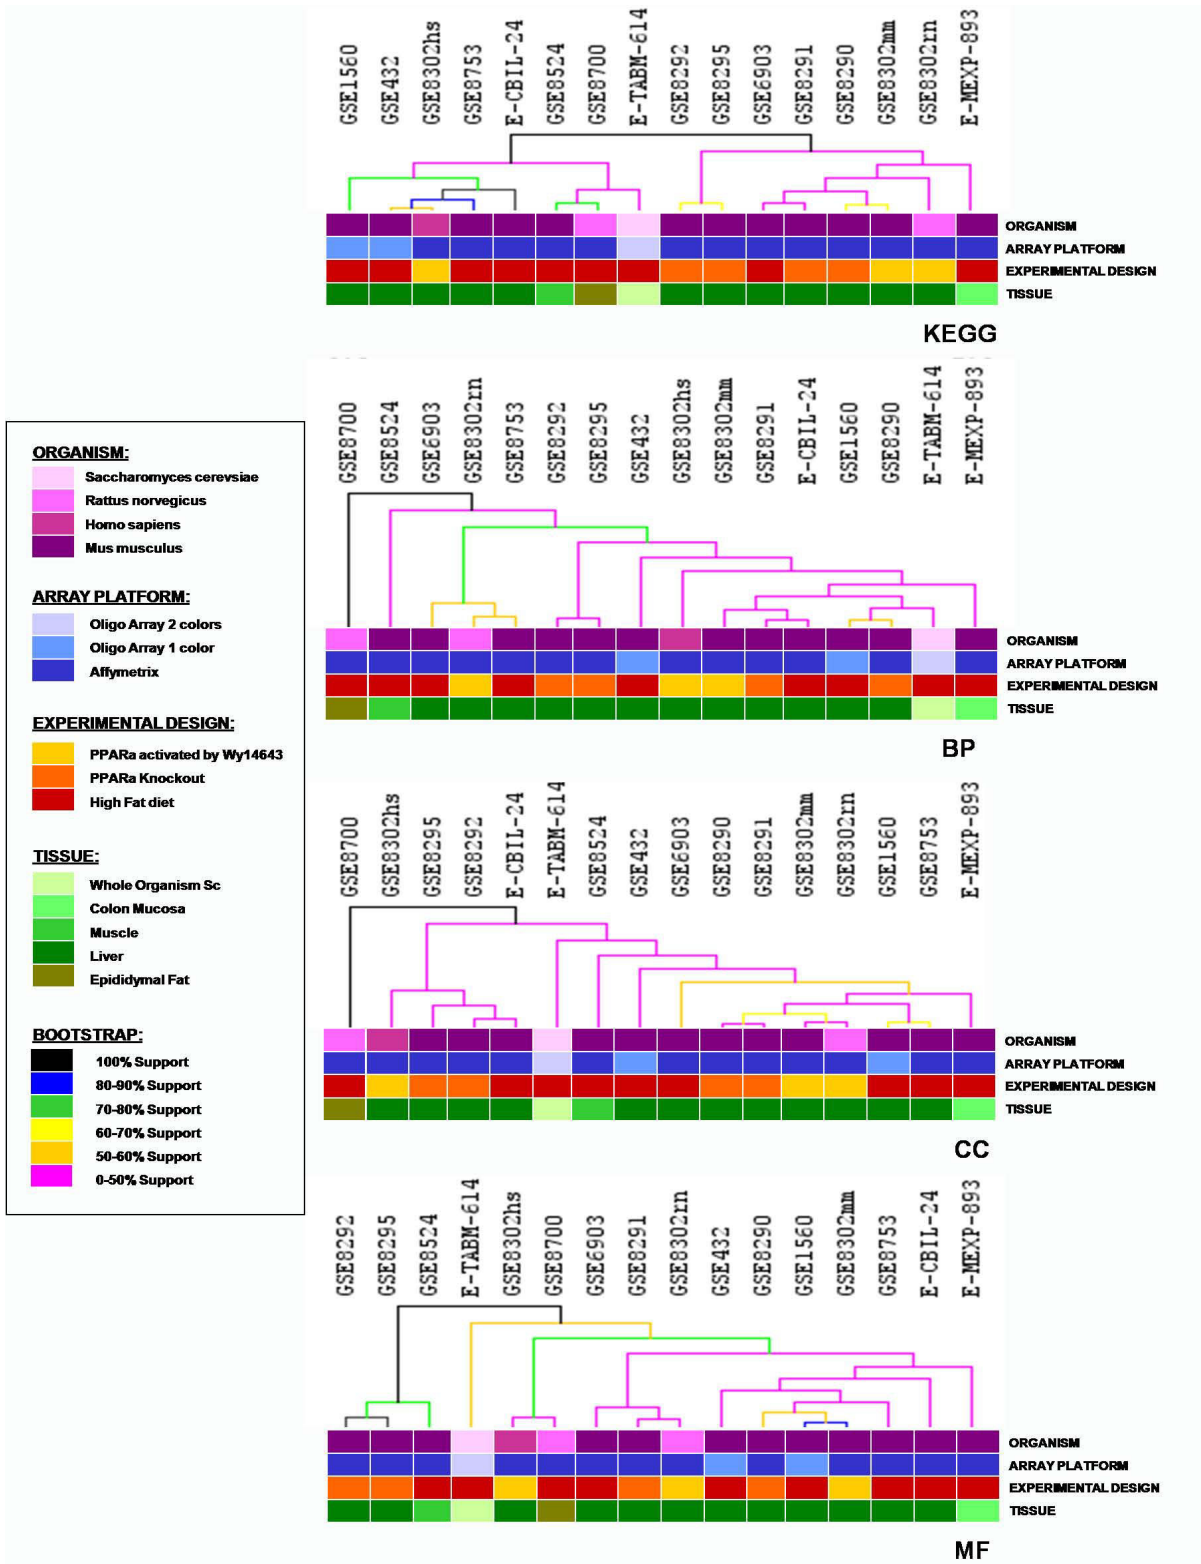 GSE1560 GSE432 GSE8302hs GSE8753 E-CBIL-24 GSE8524 GSE8700 E-TABM-614 GSE8292 GSE8295 GSE6903 GSE8291 GSE8290 GSE8302mm GSE8302rn E-MEXP-893
ORGANISM
ARRAY PLATFORM
EXPERIMENTAL DESIGN
TISSUE
KEGG
GSE8700 GSE8524 GSE6903 GSE8302rn GSE8753 GSE8292 GSE8295 GSE432 GSE8302hs GSE8302mm GSE8291 E-CBIL-24 GSE1560 GSE8290 E-TABM-614 E-MEXP-893
ORGANISM
ARRAY PLATFORM
EXPERIMENTAL DESIGN
TISSUE
BP
ORGANISM:
Saccharomyces cerevsiae
Rattus norvegicus
Homo sapiens
Mus musculus
ARRAY PLATFORM:
Oligo Array 2 colors
Oligo Array 1 color
Affymetrix
EXPERIMENTAL DESIGN:
PPARa activated by Wy14643
PPARa Knockout
High Fat diet
TISSUE:
Whole Organism Sc
Colon Mucosa
Muscle
Liver
Epididymal Fat
BOOTSTRAP:
100% Support
80-90% Support
70-80% Support
60-70% Support
50-60% Support
0-50% Support
GSE8700 GSE8302hs GSE8295 GSE8292 E-CBIL-24 E-TABM-614 GSE8524 GSE432 GSE6903 GSE8290 GSE8291 GSE8302mm GSE8302rn GSE1560 GSE8753 E-MEXP-893
ORGANISM
ARRAY PLATFORM
EXPERIMENTAL DESIGN
TISSUE
CC
GSE8292 GSE8295 GSE8524 E-TABM-614 GSE8302hs GSE8700 GSE6903 GSE8291 GSE8302rn GSE432 GSE8290 GSE1560 GSE8302mm GSE8753 E-CBIL-24 E-MEXP-893
ORGANISM
ARRAY PLATFORM
EXPERIMENTAL DESIGN
TISSUE
MF